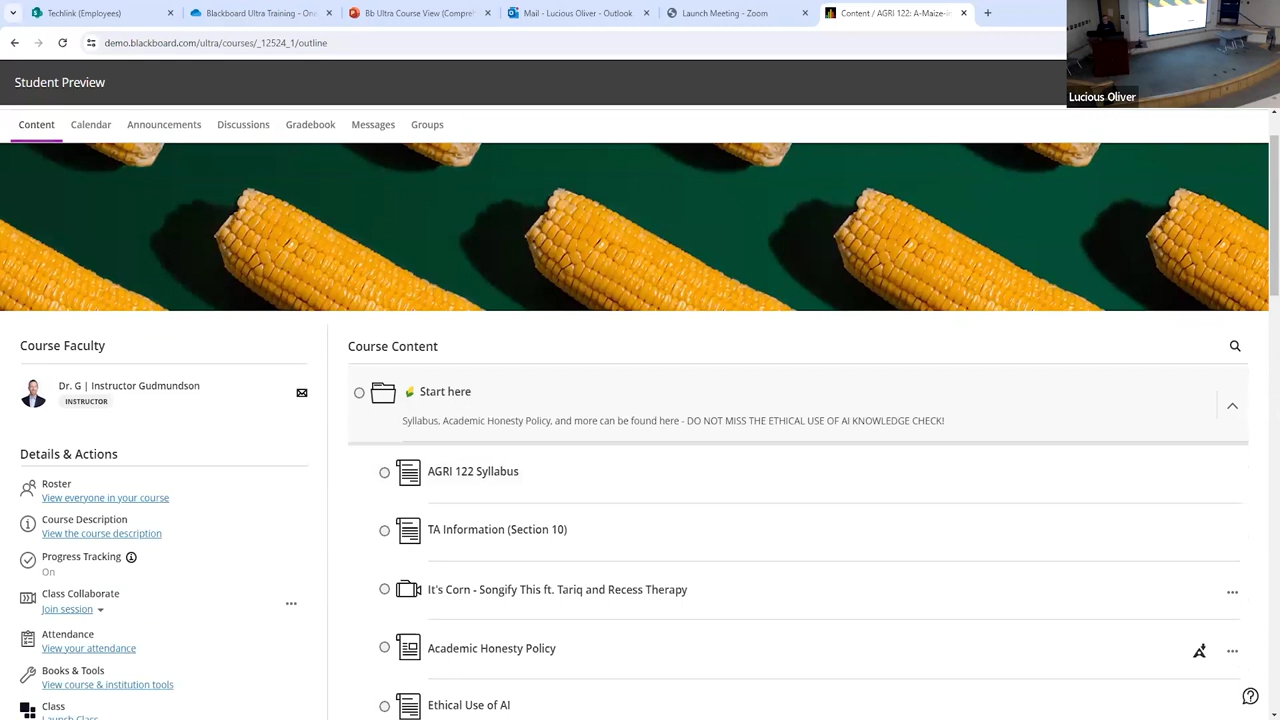 Techlink (Employees)
Blackboard Ultra Training - One
Bb Ultra Course View (Compre
Mail - Lucious Oliver - Outlook
Launch Meeting - Zoom
Content / AGRI 122: A-Maize-in
demo.blackboard.com/ultra/courses/_12524_1/outline
Student Preview
Lucious Oliver
Content
Calendar
Announcements
Discussions
Gradebook
Messages
Groups
Course Faculty
Dr. G | Instructor Gudmundson
INSTRUCTOR
Details & Actions
Roster
View everyone in your course
Course Description
View the course description
Progress Tracking
On
Class Collaborate
Join session
Attendance
View your attendance
Books & Tools
View course & institution tools
Class
Launch Class
Course Content
Start here
Syllabus, Academic Honesty Policy, and more can be found here - DO NOT MISS THE ETHICAL USE OF AI KNOWLEDGE CHECK!
AGRI 122 Syllabus
TA Information (Section 10)
It's Corn - Songify This ft. Tariq and Recess Therapy
Academic Honesty Policy
Ethical Use of AI